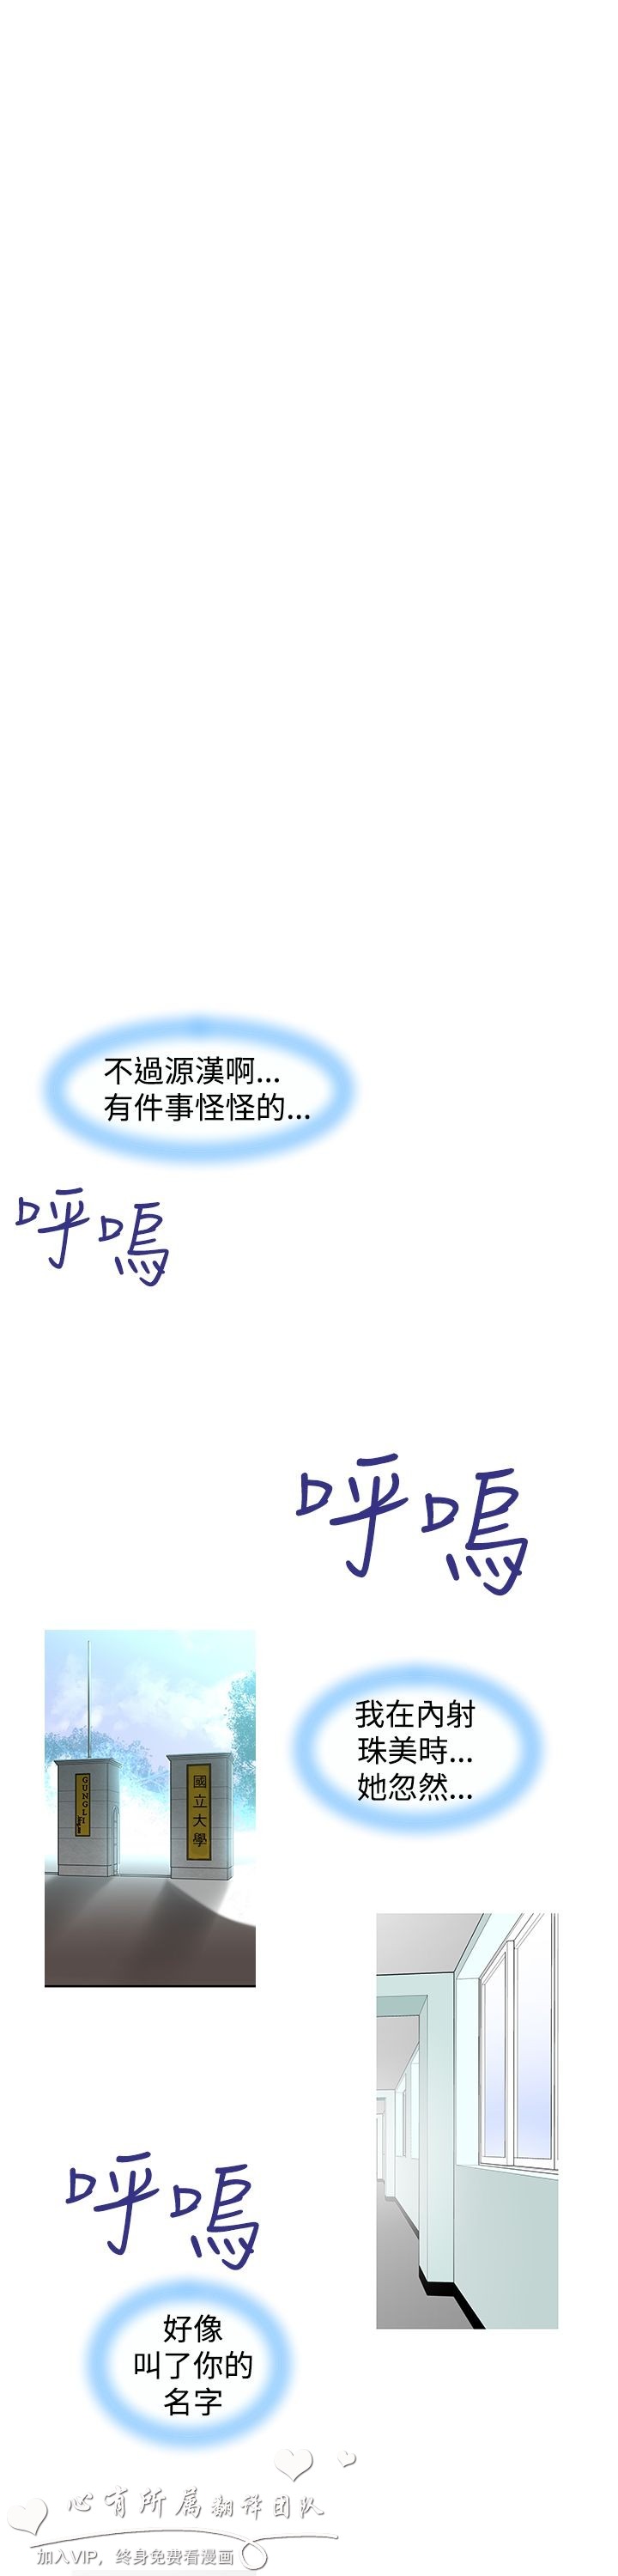 不過源漢啊...
有件事怪怪的...
呼嗚
呼嗚
我在內射
珠美時...
她忽然...
國立大學
呼嗚
好像
叫了你的
名字
心有所属翻译团队
加入VIP，终身免费看漫画